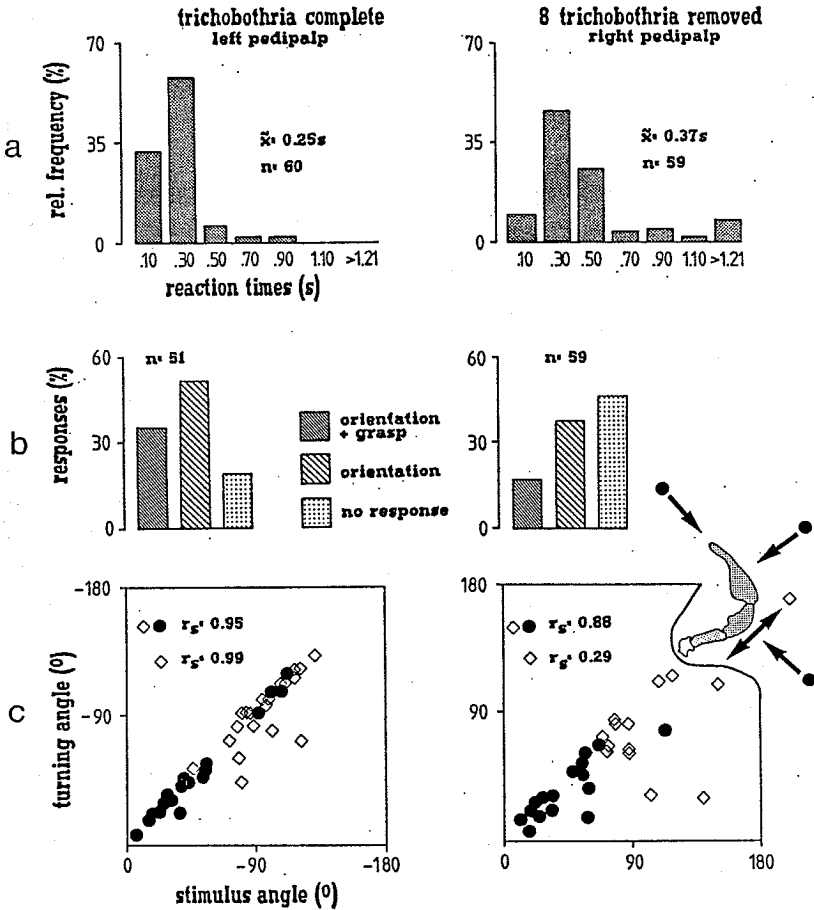 trichobothria complete
left pedipalp
8 trichobothria removed
right pedipalp
a
rel. frequency (%)
70
35
0
x̃: 0.25s
n: 60
.10 .30 .50 .70 .90 1.10 >1.21
reaction times (s)
70
35
0
x̃: 0.37s
n: 59
.10 .30 .50 .70 .90 1.10 >1.21
b
responses (%)
60
30
0
n: 51
orientation
+ grasp
orientation
no response
60
30
0
n: 59
c
turning angle (⁰)
-180
-90
rₛ: 0.95
rₛ: 0.99
0 -90 -180
stimulus angle (⁰)
180
90
rₛ: 0.88
rₛ: 0.29
0 90 180